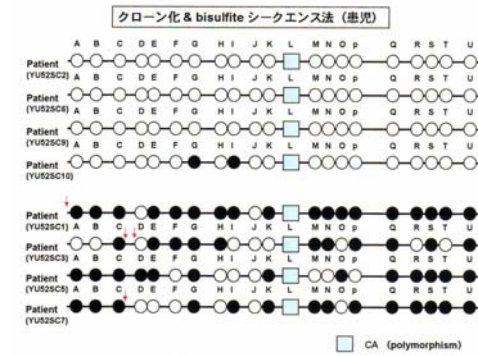 クローン化 & bisulfite シークエンス法 (患児)
A B C D E F G H I J K L M N O p Q R S T U
Patient
(YU52SC2)
A B C D E F G H I J K L M N O p Q R S T U
Patient
(YU52SC6)
A B C D E F G H I J K L M N O p Q R S T U
Patient
(YU52SC9)
A B C D E F G H I J K L M N O p Q R S T U
Patient
(YU52SC10)
Patient
(YU52SC1)
A B C D E F G H I J K L M N O p Q R S T U
Patient
(YU52SC3)
A B C D E F G H I J K L M N O p Q R S T U
Patient
(YU52SC5)
A B C D E F G H I J K L M N O p Q R S T U
Patient
(YU52SC7)
CA (polymorphism)